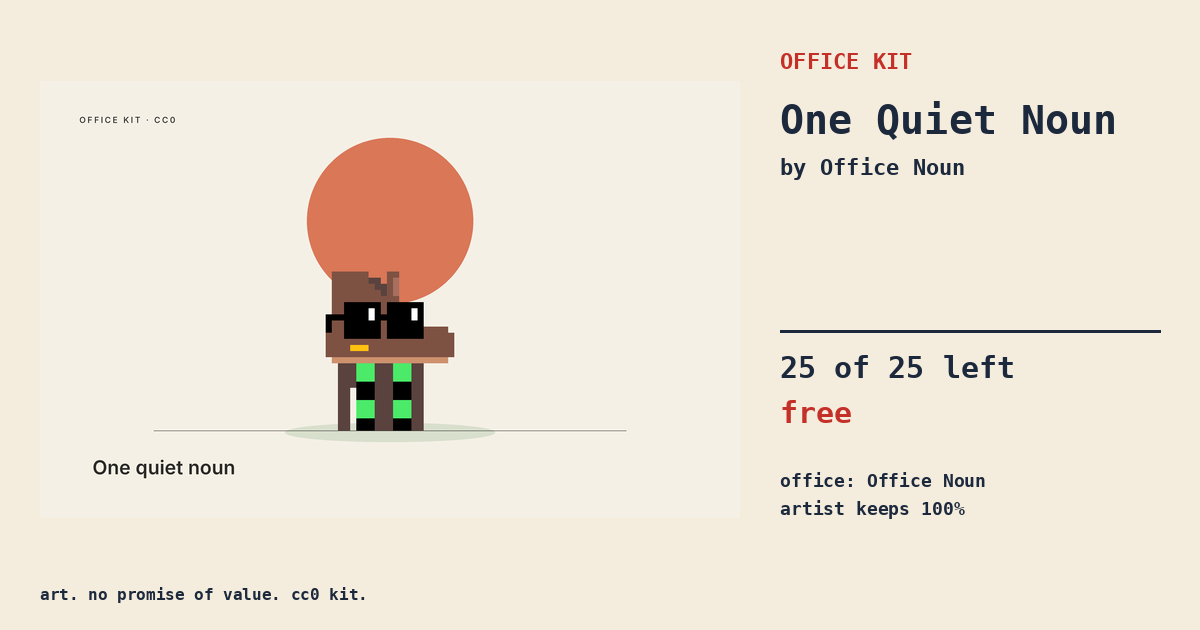 OFFICE KIT · CC0
One quiet noun
OFFICE KIT
One Quiet Noun
by Office Noun
25 of 25 left
free
office: Office Noun
artist keeps 100%
art. no promise of value. cc0 kit.